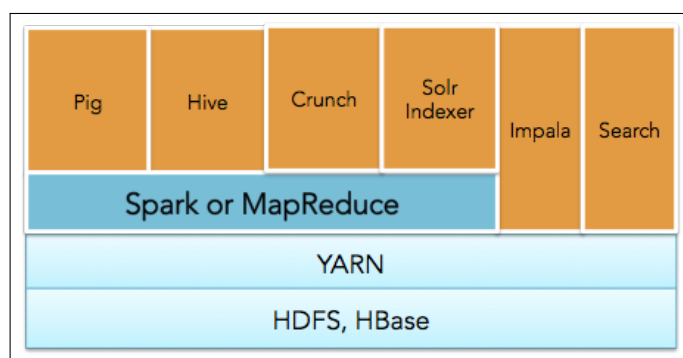 Pig
Hive
Crunch
Solr
Indexer
Impala
Search
Spark or MapReduce
YARN
HDFS, HBase